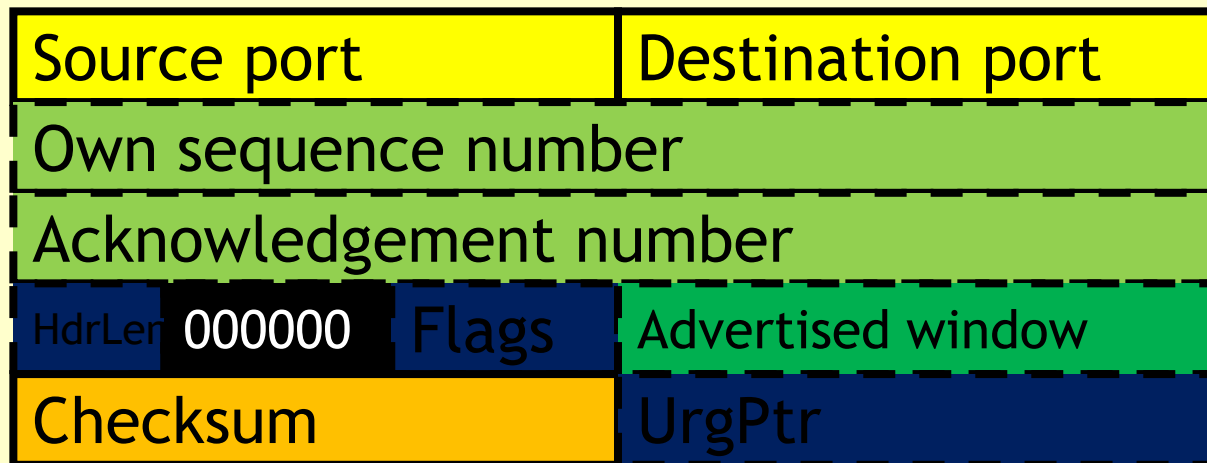 Source port Destination port
Own sequence number
Acknowledgement number
HdrLen 000000 Flags Advertised window
Checksum UrgPtr